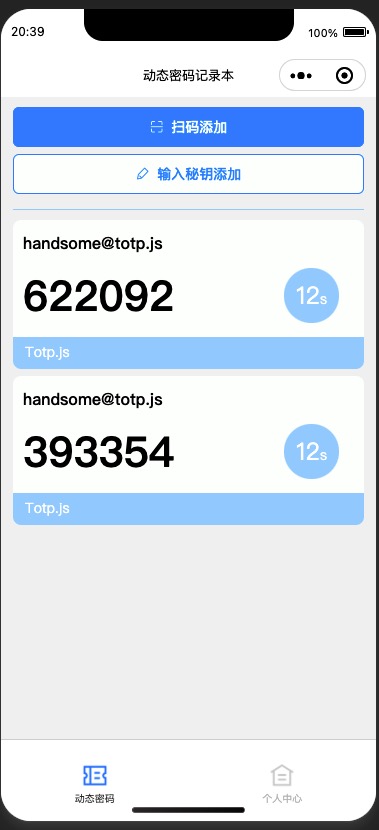 20:39
100%
动态密码记录本
扫码添加
输入秘钥添加
handsome@totp.js
622092
12s
Totp.js
handsome@totp.js
393354
12s
Totp.js
动态密码
个人中心